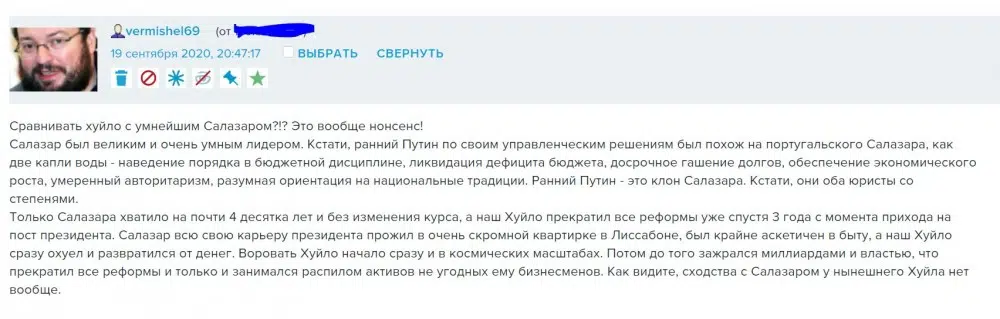 vermishel69 (от
19 сентября 2020, 20:47:17 ВЫБРАТЬ СВЕРНУТЬ
Сравнивать хуйло с умнейшим Салазаром?!? Это вообще нонсенс!
Салазар был великим и очень умным лидером. Кстати, ранний Путин по своим управленческим решениям был похож на португальского Салазара, как
две капли воды - наведение порядка в бюджетной дисциплине, ликвидация дефицита бюджета, досрочное гашение долгов, обеспечение экономического
роста, умеренный авторитаризм, разумная ориентация на национальные традиции. Ранний Путин - это клон Салазара. Кстати, они оба юристы со
степенями.
Только Салазара хватило на почти 4 десятка лет и без изменения курса, а наш Хуйло прекратил все реформы уже спустя 3 года с момента прихода на
пост президента. Салазар всю свою карьеру президента прожил в очень скромной квартирке в Лиссабоне, был крайне аскетичен в быту, а наш Хуйло
сразу охуел и развратился от денег. Воровать Хуйло начало сразу и в космических масштабах. Потом до того зажрался миллиардами и властью, что
прекратил все реформы и только и занимался распилом активов не угодных ему бизнесменов. Как видите, сходства с Салазаром у нынешнего Хуйла нет
вообще.